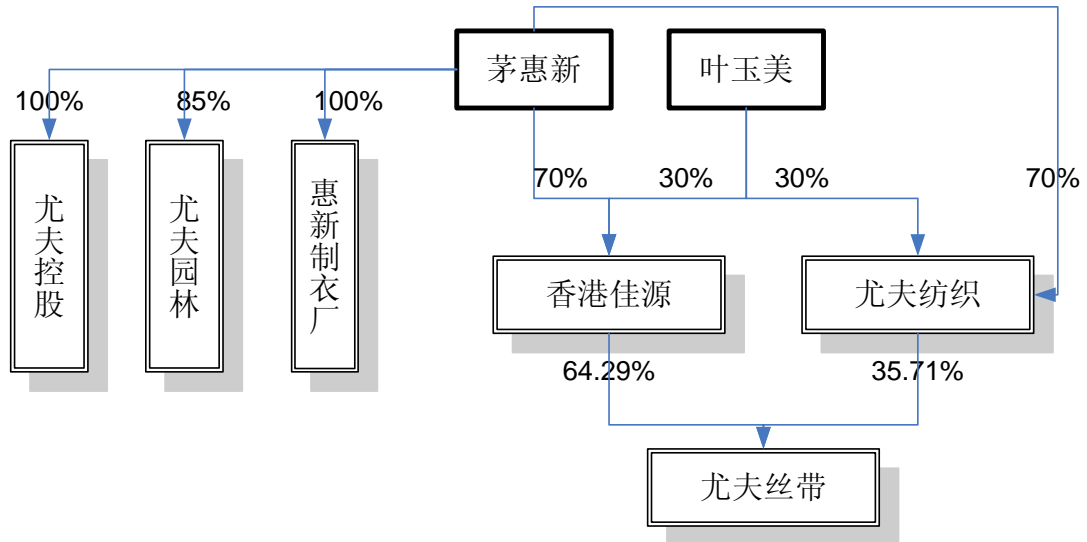 茅惠新
叶玉美
100%
85%
100%
尤夫控股
尤夫园林
惠新制衣厂
70%
30%
30%
70%
香港佳源
尤夫纺织
64.29%
35.71%
尤夫丝带